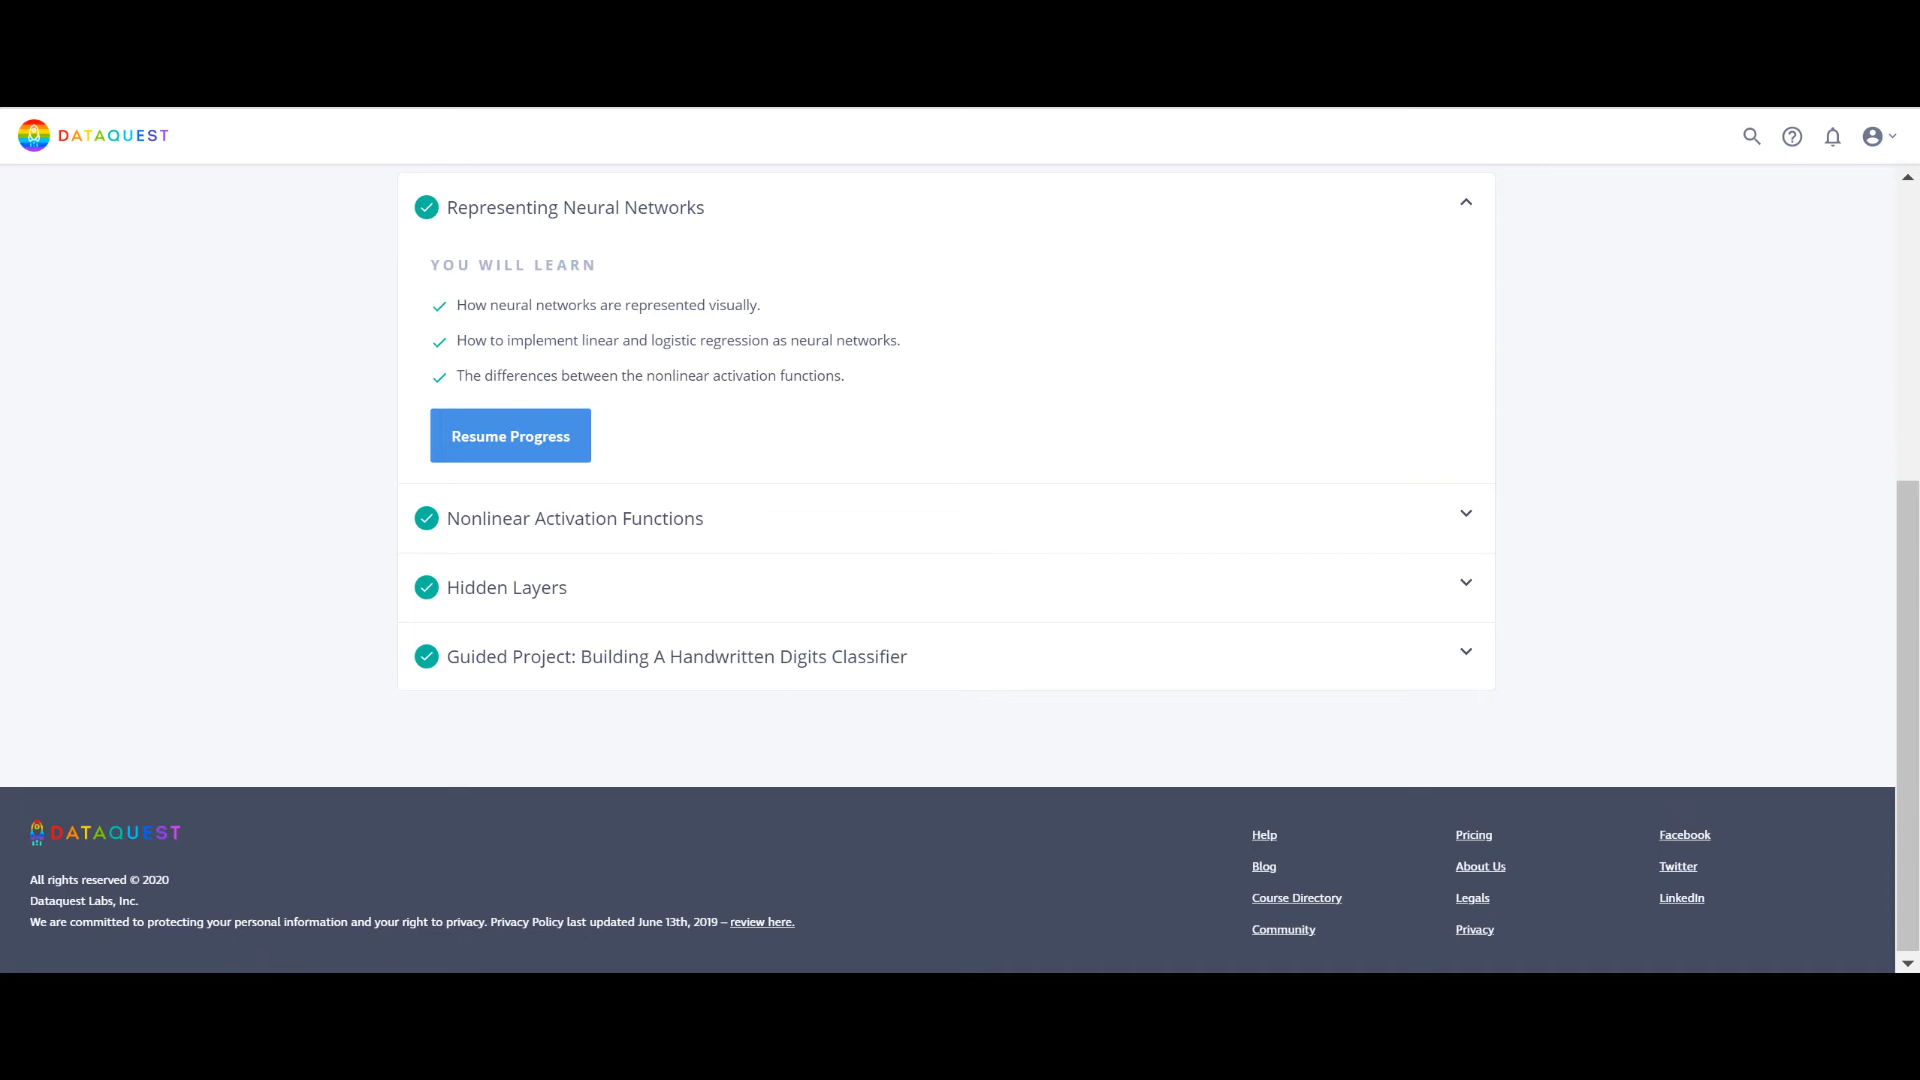 DATAQUEST
Representing Neural Networks
YOU WILL LEARN
How neural networks are represented visually.
How to implement linear and logistic regression as neural networks.
The differences between the nonlinear activation functions.
Resume Progress
Nonlinear Activation Functions
Hidden Layers
Guided Project: Building A Handwritten Digits Classifier
DATAQUEST
All rights reserved © 2020
Dataquest Labs, Inc.
We are committed to protecting your personal information and your right to privacy. Privacy Policy last updated June 13th, 2019 – review here.
Help
Blog
Course Directory
Community
Pricing
About Us
Legals
Privacy
Facebook
Twitter
LinkedIn